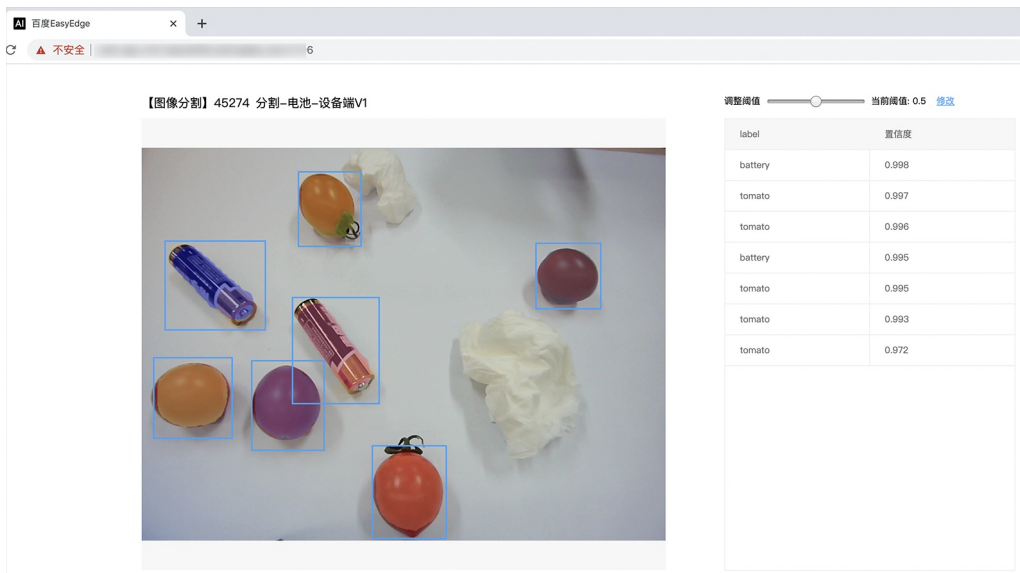 AI 百度EasyEdge
不安全
6
【图像分割】45274 分割-电池-设备端V1
调整阈值 当前阈值: 0.5 修改
label 置信度
battery 0.998
tomato 0.997
tomato 0.996
battery 0.995
tomato 0.995
tomato 0.993
tomato 0.972